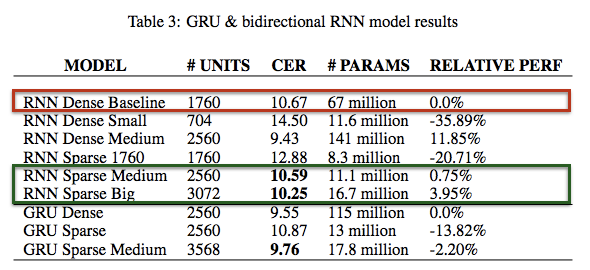 Table 3: GRU & bidirectional RNN model results
MODEL # UNITS CER # PARAMS RELATIVE PERF
RNN Dense Baseline 1760 10.67 67 million 0.0%
RNN Dense Small 704 14.50 11.6 million -35.89%
RNN Dense Medium 2560 9.43 141 million 11.85%
RNN Sparse 1760 1760 12.88 8.3 million -20.71%
RNN Sparse Medium 2560 10.59 11.1 million 0.75%
RNN Sparse Big 3072 10.25 16.7 million 3.95%
GRU Dense 2560 9.55 115 million 0.0%
GRU Sparse 2560 10.87 13 million -13.82%
GRU Sparse Medium 3568 9.76 17.8 million -2.20%